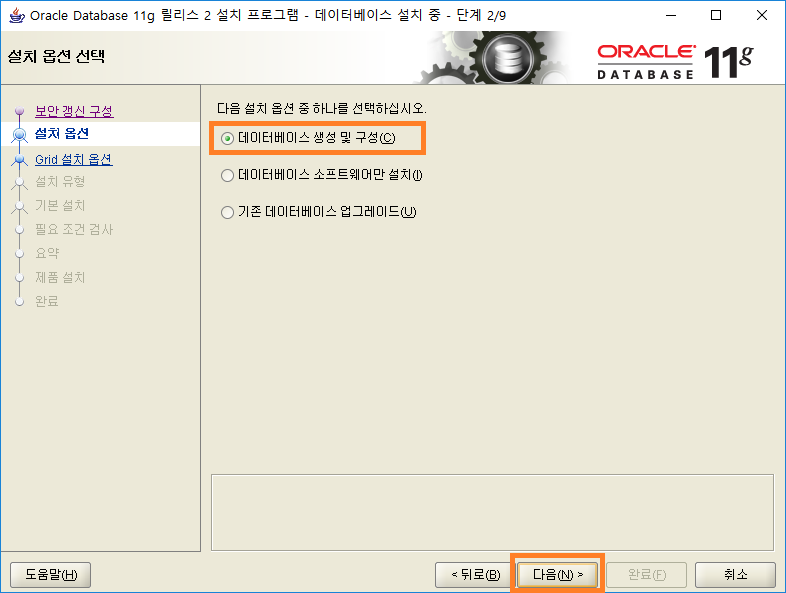 Oracle Database 11g 릴리스 2 설치 프로그램 - 데이터베이스 설치 중 - 단계 2/9
설치 옵션 선택
ORACLE
DATABASE
11g
보안 갱신 구성
설치 옵션
Grid 설치 옵션
설치 유형
기본 설치
필요 조건 검사
요약
제품 설치
완료
다음 설치 옵션 중 하나를 선택하십시오.
데이터베이스 생성 및 구성(C)
데이터베이스 소프트웨어만 설치(I)
기존 데이터베이스 업그레이드(U)
도움말(H)
< 뒤로(B)
다음(N) >
완료(F)
취소